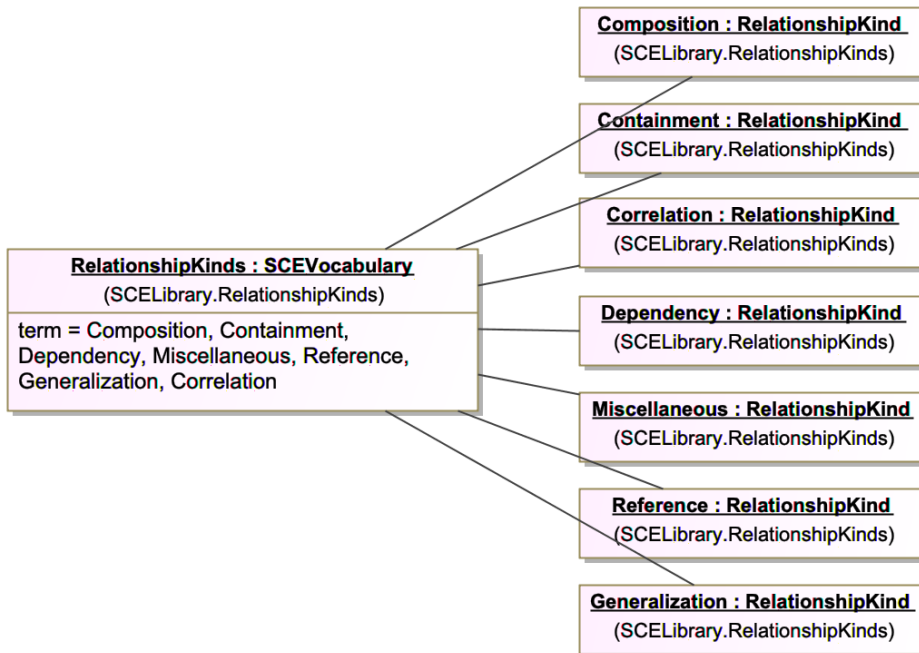 Composition : RelationshipKind
(SCELibrary.RelationshipKinds)
Containment : RelationshipKind
(SCELibrary.RelationshipKinds)
Correlation : RelationshipKind
(SCELibrary.RelationshipKinds)
RelationshipKinds : SCEVocabulary
(SCELibrary.RelationshipKinds)
term = Composition, Containment,
Dependency, Miscellaneous, Reference,
Generalization, Correlation
Dependency : RelationshipKind
(SCELibrary.RelationshipKinds)
Miscellaneous : RelationshipKind
(SCELibrary.RelationshipKinds)
Reference : RelationshipKind
(SCELibrary.RelationshipKinds)
Generalization : RelationshipKind
(SCELibrary.RelationshipKinds)